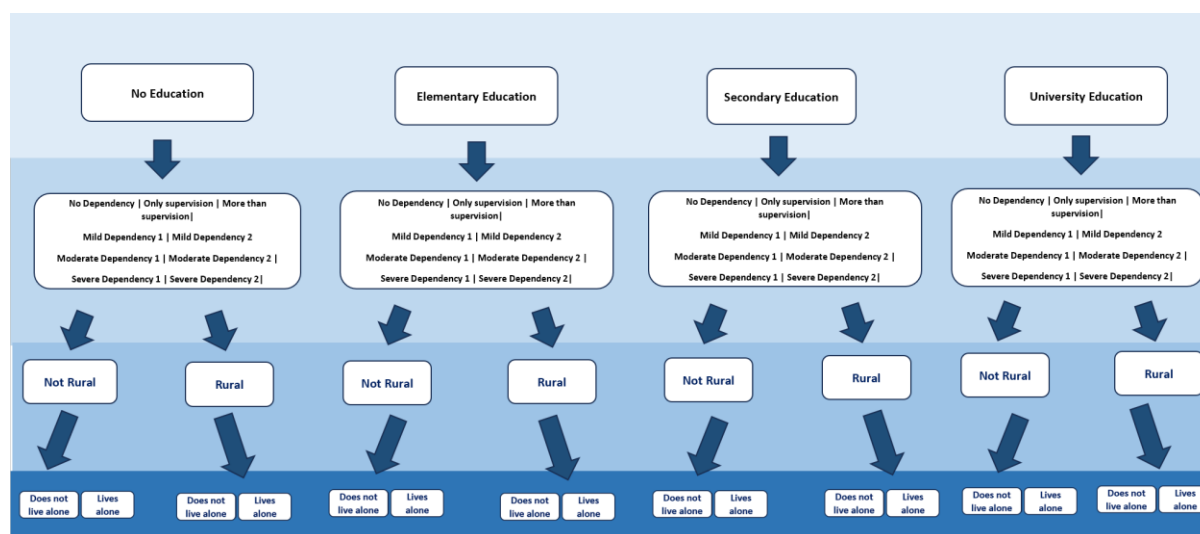 No Education
Elementary Education
Secondary Education
University Education
No Dependency | Only supervision | More than
supervision|
Mild Dependency 1 | Mild Dependency 2
Moderate Dependency 1 | Moderate Dependency 2 |
Severe Dependency 1 | Severe Dependency 2|
No Dependency | Only supervision | More than
supervision|
Mild Dependency 1 | Mild Dependency 2
Moderate Dependency 1 | Moderate Dependency 2 |
Severe Dependency 1 | Severe Dependency 2|
No Dependency | Only supervision | More than
supervision|
Mild Dependency 1 | Mild Dependency 2
Moderate Dependency 1 | Moderate Dependency 2 |
Severe Dependency 1 | Severe Dependency 2|
No Dependency | Only supervision | More than
supervision|
Mild Dependency 1 | Mild Dependency 2
Moderate Dependency 1 | Moderate Dependency 2 |
Severe Dependency 1 | Severe Dependency 2|
Not Rural
Rural
Not Rural
Rural
Not Rural
Rural
Not Rural
Rural
Does not
live alone
Lives
alone
Does not
live alone
Lives
alone
Does not
live alone
Lives
alone
Does not
live alone
Lives
alone
Does not
live alone
Lives
alone
Does not
live alone
Lives
alone
Does not
live alone
Lives
alone
Does not
live alone
Lives
alone